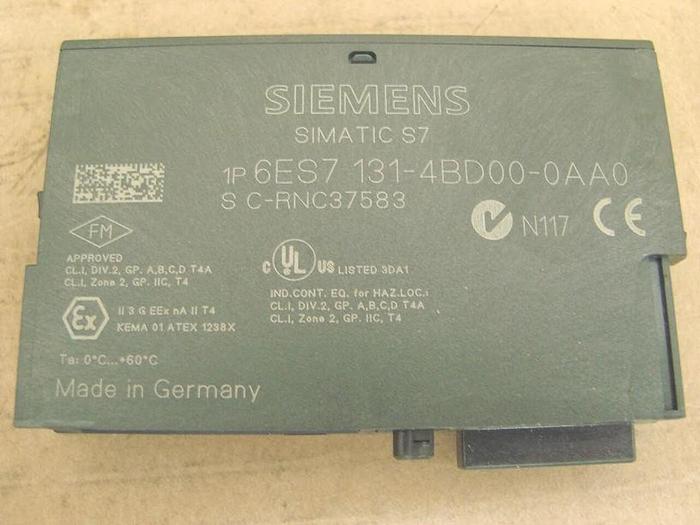 SIEMENS
SIMATIC S7
1P 6ES7 131-4BD00-0AA0
S C-RNC37583
N117 CE
FM
APPROVED
CL.I, DIV.2, GP. A,B,C,D T4A
CL.I, Zone 2, GP. IIC, T4
C UL US LISTED 3DA1
IND.CONT. EQ. for HAZ.LOC.:
CL.I, DIV.2, GP. A,B,C,D T4A
CL.I, Zone 2, GP. IIC, T4
Ex II 3 G EEx nA II T4
KEMA 01 ATEX 1238X
Ta: 0°C...+60°C
Made in Germany